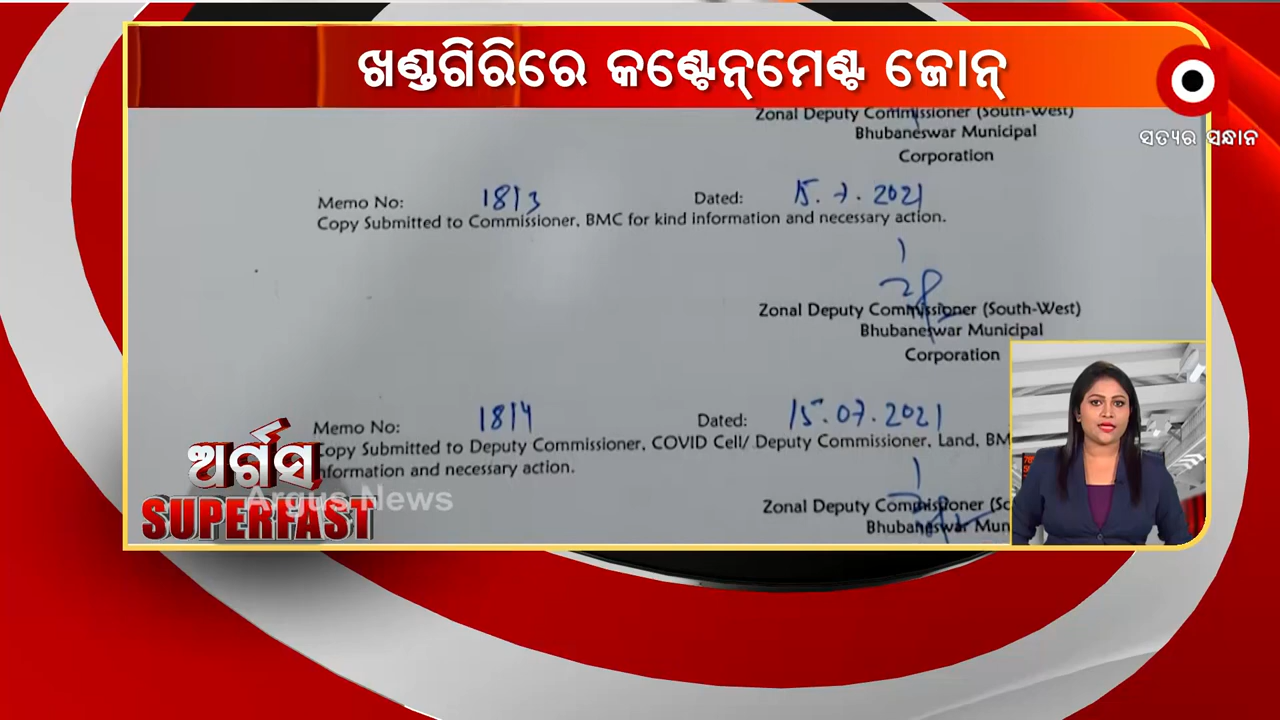 ଖଣ୍ଡଗିରିରେ କଣ୍ଟେନ୍‌ମେଣ୍ଟ ଜୋନ୍
ସତ୍ୟର ସନ୍ଧାନ
Zonal Deputy Commissioner (South-West)
Bhubaneswar Municipal
Corporation
Memo No: 1813 Dated: 15.7.2021
Copy Submitted to Commissioner, BMC for kind information and necessary action.
Zonal Deputy Commissioner (South-West)
Bhubaneswar Municipal
Corporation
Memo No: 1814 Dated: 15.07.2021
Copy Submitted to Deputy Commissioner, COVID Cell/ Deputy Commissioner, Land, BM
information and necessary action.
Zonal Deputy Commissioner
Bhubaneswar Mun
ଅର୍ଗସ
Argus News
SUPERFAST